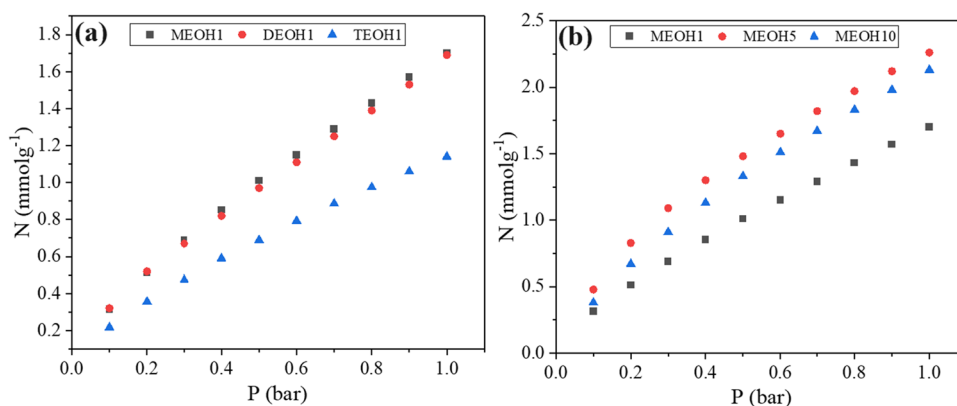 (a)
MEOH1 DEOH1 TEOH1
N (mmolg⁻¹)
1.8
1.6
1.4
1.2
1.0
0.8
0.6
0.4
0.2
0.0 0.2 0.4 0.6 0.8 1.0
P (bar)
(b)
MEOH1 MEOH5 MEOH10
N (mmolg⁻¹)
2.5
2.0
1.5
1.0
0.5
0.0
0.0 0.2 0.4 0.6 0.8 1.0
P (bar)